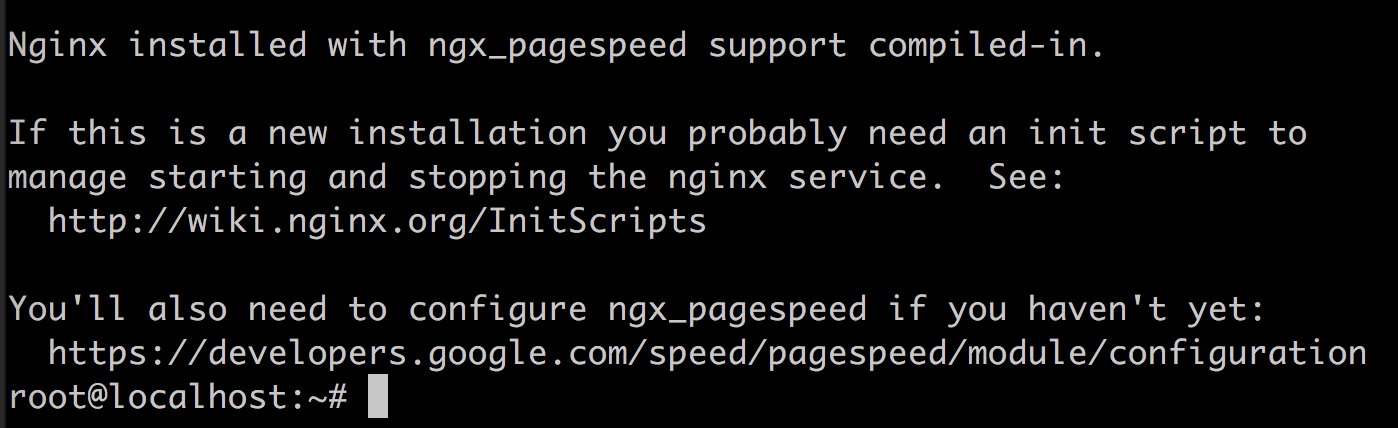 Nginx installed with ngx_pagespeed support compiled-in.
If this is a new installation you probably need an init script to
manage starting and stopping the nginx service.  See:
  http://wiki.nginx.org/InitScripts
You'll also need to configure ngx_pagespeed if you haven't yet:
  https://developers.google.com/speed/pagespeed/module/configuration
root@localhost:~#